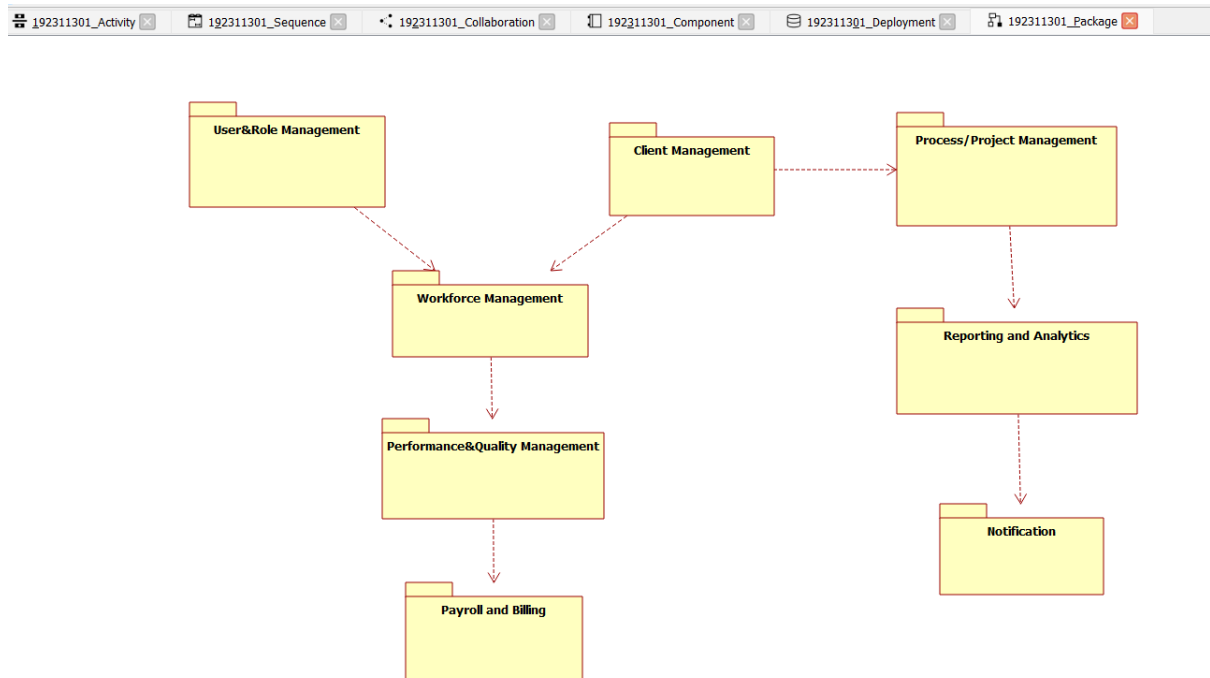 192311301_Activity
192311301_Sequence
192311301_Collaboration
192311301_Component
192311301_Deployment
192311301_Package
User&Role Management
Client Management
Process/Project Management
Workforce Management
Reporting and Analytics
Performance&Quality Management
Notification
Payroll and Billing